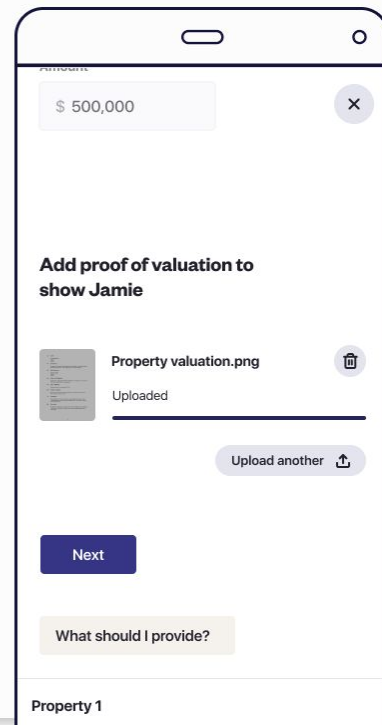 Amount
$ 500,000
Add proof of valuation to
show Jamie
Property valuation.png
Uploaded
Upload another
Next
What should I provide?
Property 1